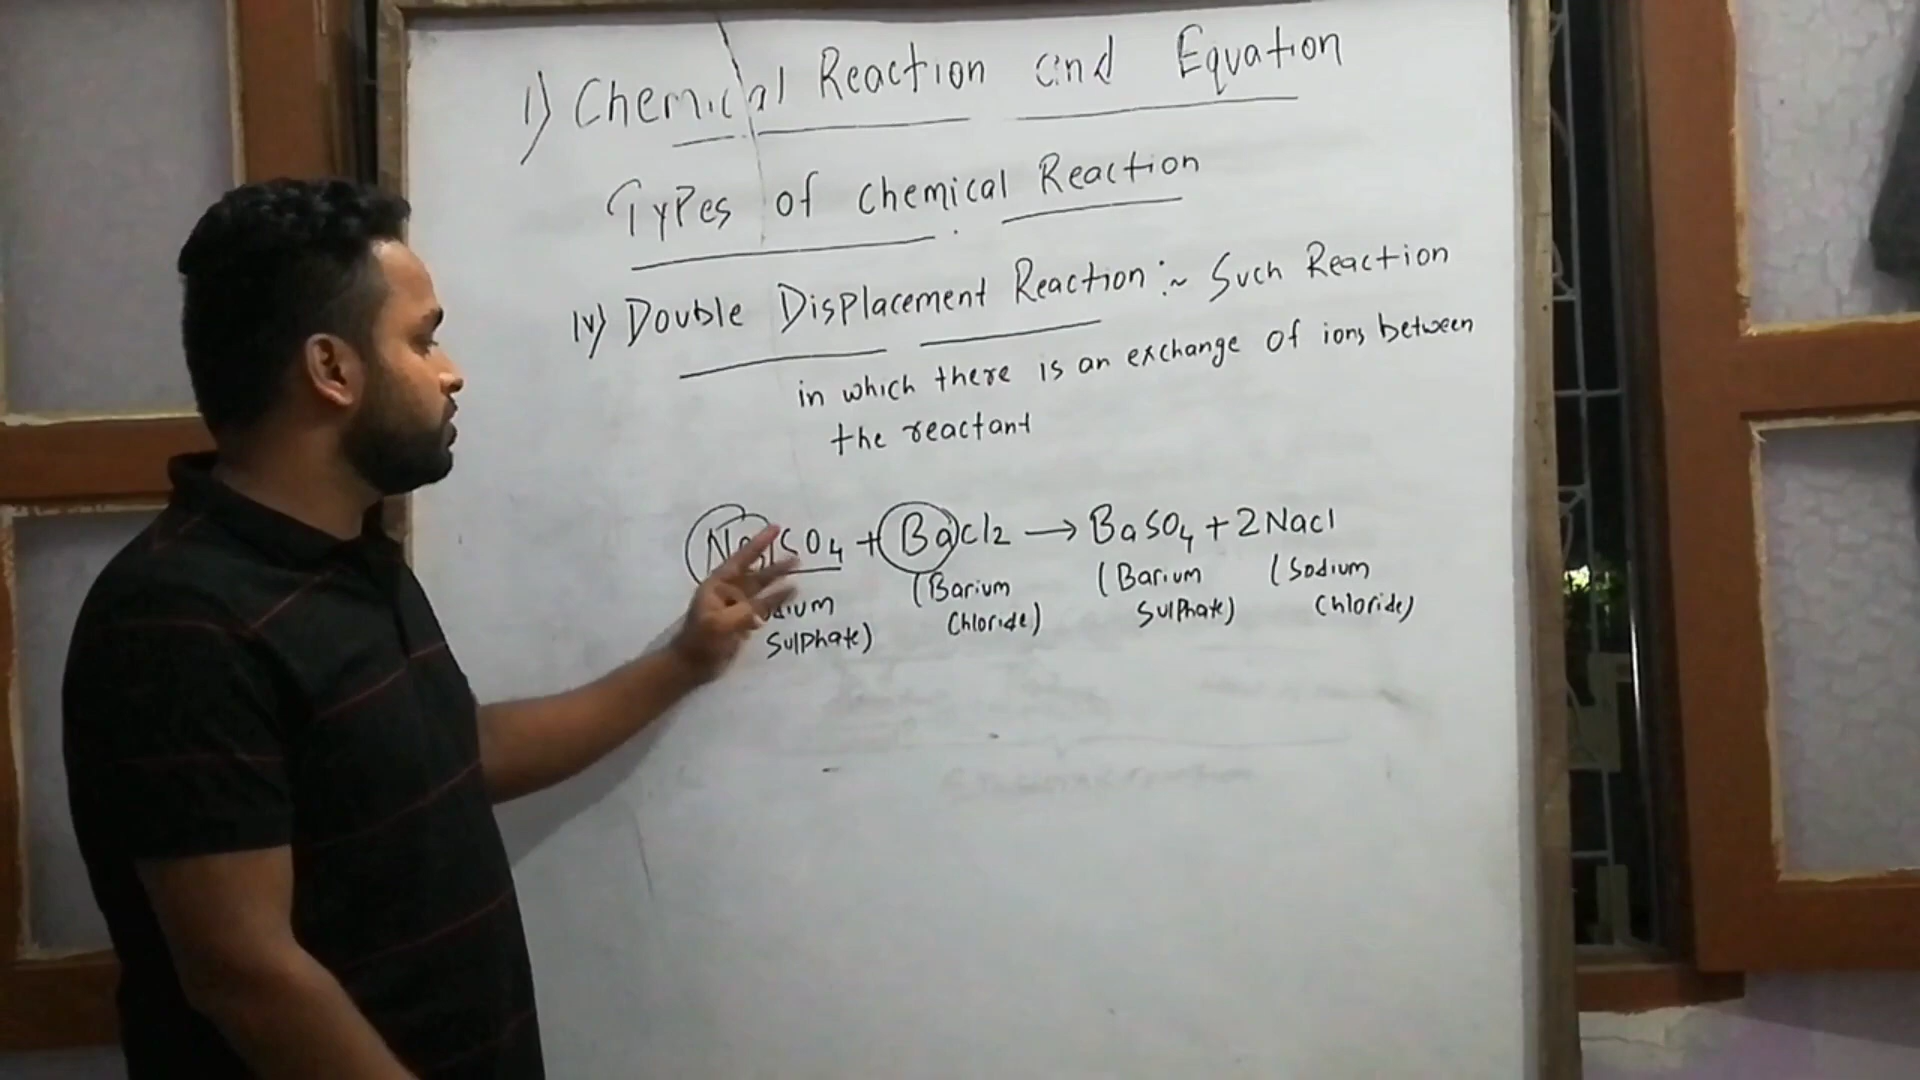 1) Chemical Reaction and Equation
Types of chemical Reaction
IV) Double Displacement Reaction :~ Such Reaction
in which there is an exchange of ions between
the reactant
SO4 + BaCl2 → BaSO4 + 2Nacl
(Barium (Barium (Sodium
Sulphate) Chloride) Sulphate) Chloride)